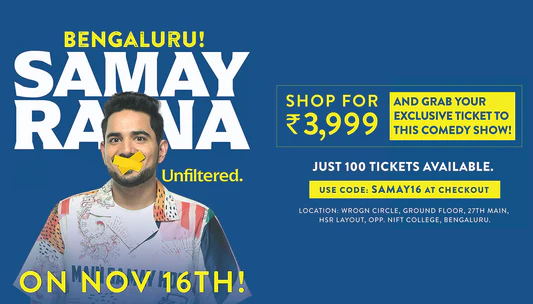 BENGALURU!
SAMAY
RAINA
Unfiltered.
ON NOV 16TH!
SHOP FOR
₹3,999
AND GRAB YOUR
EXCLUSIVE TICKET TO
THIS COMEDY SHOW!
JUST 100 TICKETS AVAILABLE.
USE CODE: SAMAY16 AT CHECKOUT
LOCATION: WROGN CIRCLE, GROUND FLOOR, 27TH MAIN,
HSR LAYOUT, OPP. NIFT COLLEGE, BENGALURU.